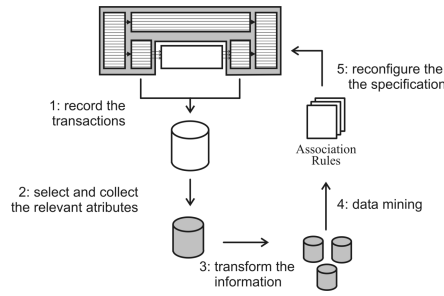 1: record the
transactions
2: select and collect
the relevant atributes
3: transform the
information
4: data mining
Association
Rules
5: reconfigure the
the specification